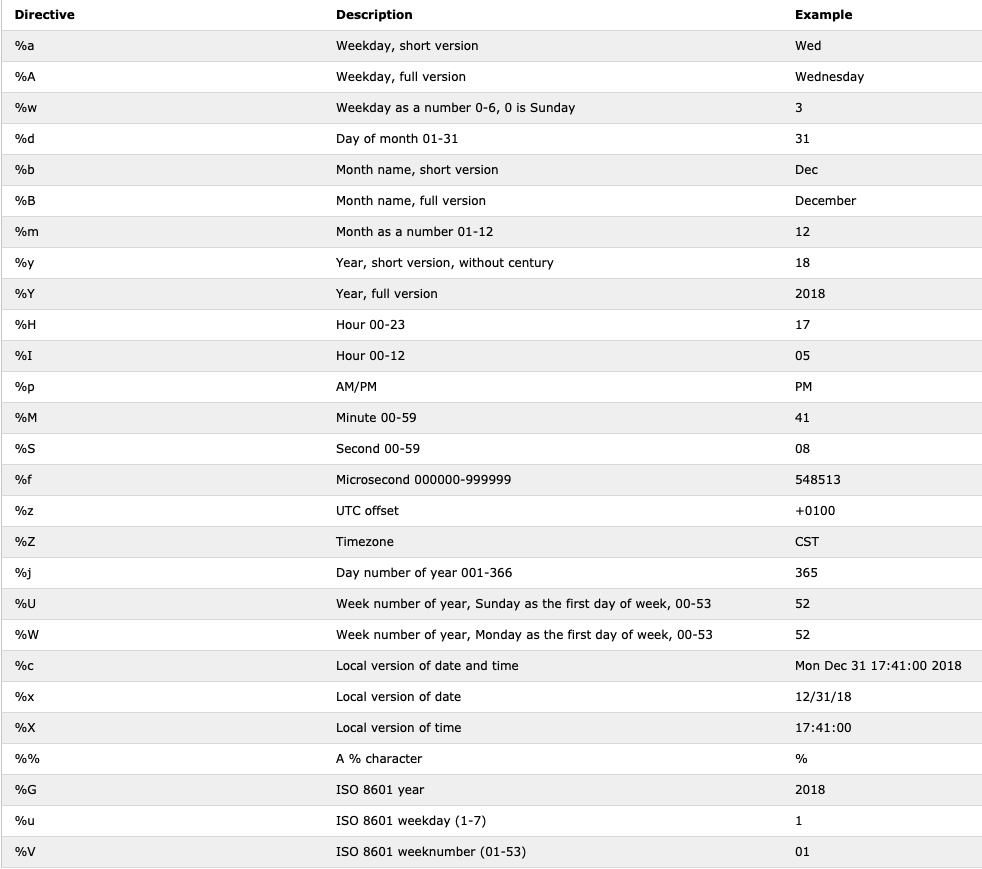 Directive Description Example
%a Weekday, short version Wed
%A Weekday, full version Wednesday
%w Weekday as a number 0-6, 0 is Sunday 3
%d Day of month 01-31 31
%b Month name, short version Dec
%B Month name, full version December
%m Month as a number 01-12 12
%y Year, short version, without century 18
%Y Year, full version 2018
%H Hour 00-23 17
%I Hour 00-12 05
%p AM/PM PM
%M Minute 00-59 41
%S Second 00-59 08
%f Microsecond 000000-999999 548513
%z UTC offset +0100
%Z Timezone CST
%j Day number of year 001-366 365
%U Week number of year, Sunday as the first day of week, 00-53 52
%W Week number of year, Monday as the first day of week, 00-53 52
%c Local version of date and time Mon Dec 31 17:41:00 2018
%x Local version of date 12/31/18
%X Local version of time 17:41:00
%% A % character %
%G ISO 8601 year 2018
%u ISO 8601 weekday (1-7) 1
%V ISO 8601 weeknumber (01-53) 01